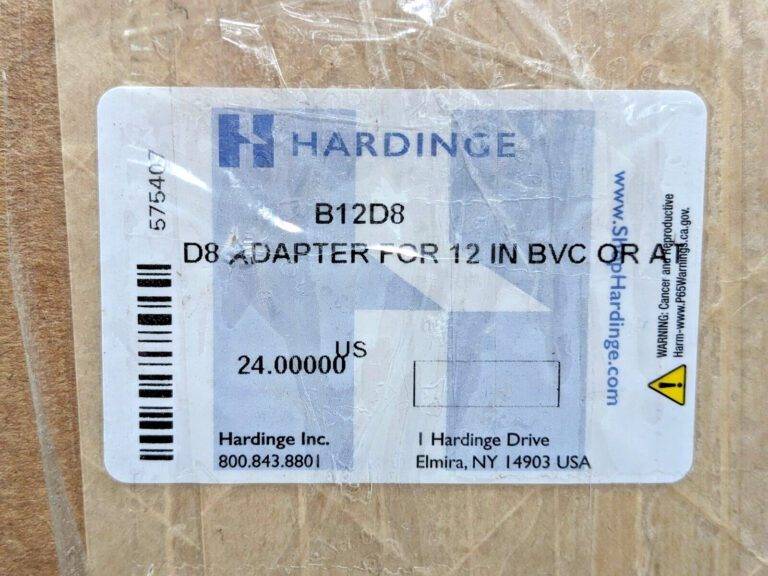 HARDINGE
B12D8
D8 ADAPTER FOR 12 IN BVC OR AT
US
24.00000
Hardinge Inc.
800.843.8801
1 Hardinge Drive
Elmira, NY 14903 USA
575407
www.ShopHardinge.com
WARNING: Cancer and Reproductive
Harm-www.P65Warnings.ca.gov.